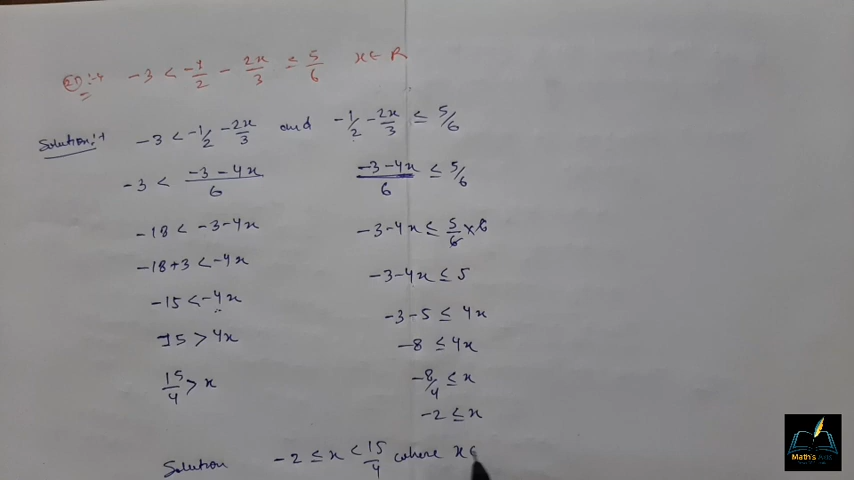 -3 < -1/2 - 2x/3 ≤ 5/6 x ∈ R
Solution :- -3 < -1/2 - 2x/3 and -1/2 - 2x/3 ≤ 5/6
-3 < (-3-4x)/6 (-3-4x)/6 ≤ 5/6
-18 < -3-4x -3-4x ≤ 5/6 × 6
-18+3 < -4x -3-4x ≤ 5
-15 < -4x -3-5 ≤ 4x
15 > 4x -8 ≤ 4x
15/4 > x -8/4 ≤ x
-2 ≤ x
Solution -2 ≤ x < 15/4 where x
Math's